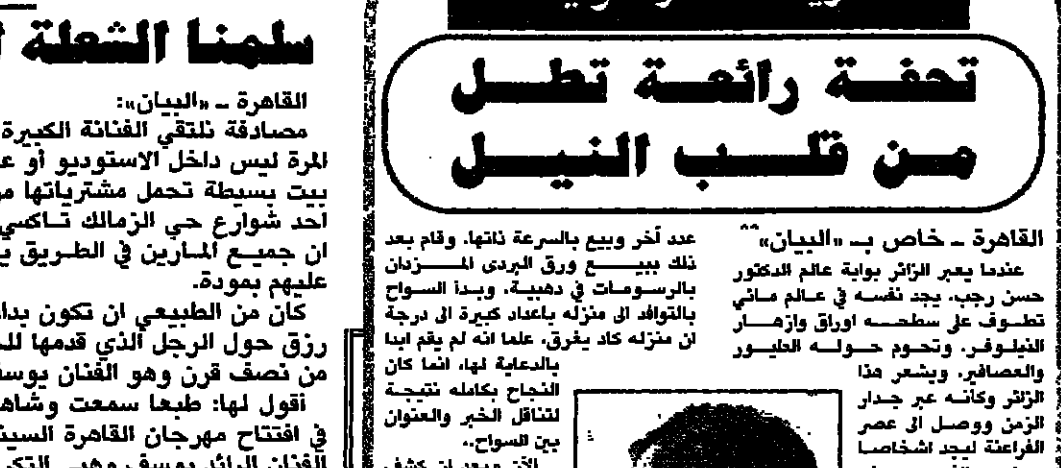 تحفة رائعة تطل
من قلب النيل
القاهرة ـ خاص بـ «البيان»
عندما يعبر الزائر بوابة عالم الدكتور
حسن رجب، يجد نفسه في عالم مائي
تطوف على سطحه اوراق وازهار
النيلوفر، وتحوم حوله الطيور
والعصافير. ويشعر هذا
الزائر وكأنه عبر جدار
الزمن ووصل الى عصر
الفراعنة ليجد اشخاصا
عدد آخر وبيع بالسرعة ذاتها. وقام بعد
ذلك ببيع ورق البردى المزدان
بالرسومات في دهبية، وبدأ السواح
بالتوافد الى منزله باعداد كبيرة الى درجة
ان منزله كاد يغرق، علما انه لم يقم ابدا
بالدعاية لها، انما كان
النجاح بكامله نتيجة
لتناقل الخبر والعنوان
بين السواح..
سلمنا الشعلة
القاهرة ـ «البيان»:
مصادفة نلتقي الفنانة الكبيرة
المرة ليس داخل الاستوديو أو
بيت بسيطة تحمل مشترياتها
احد شوارع حي الزمالك تاكسي
ان جميع المارين في الطريق
عليهم بمودة.
كان من الطبيعي ان تكون
رزق حول الرجل الذي قدمها
من نصف قرن وهو الفنان
أقول لها: طبعا سمعت
في افتتاح مهرجان القاهرة
الفنان الرائد يوسف وهبي